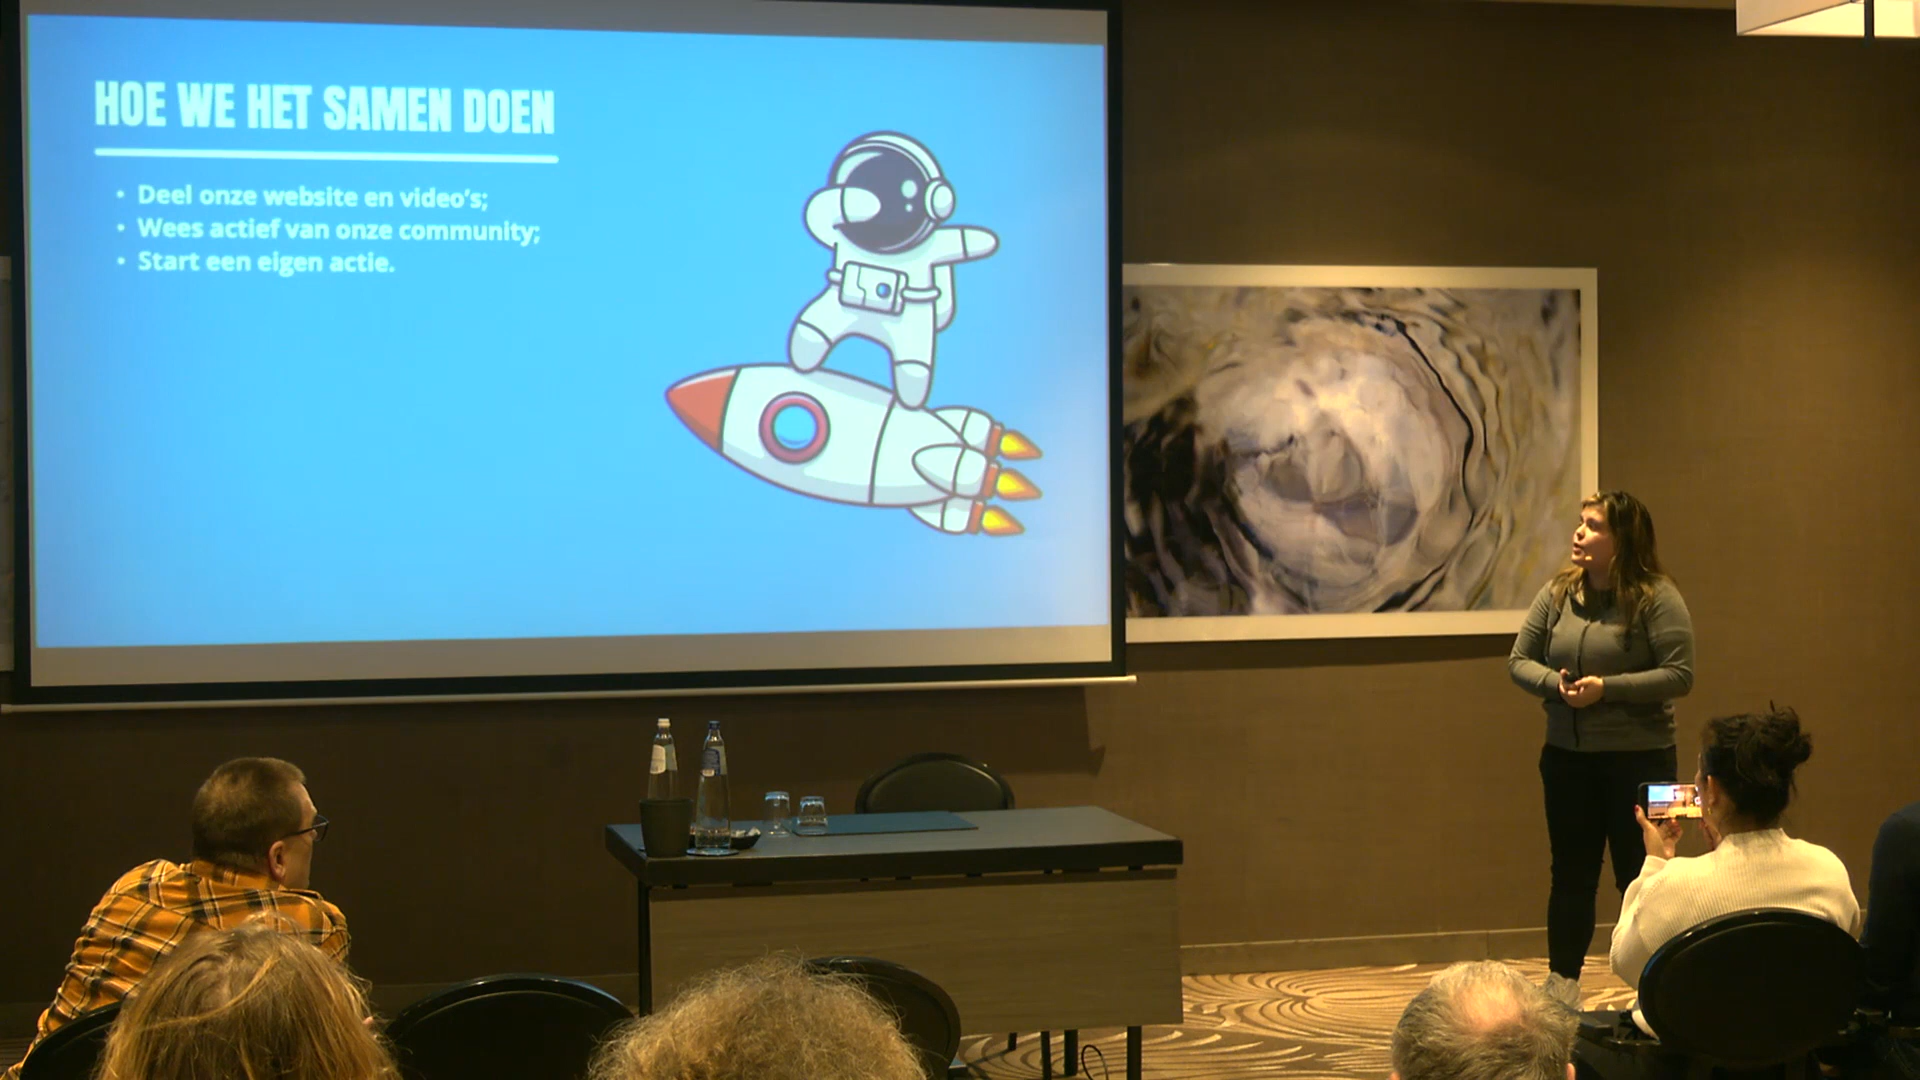 HOE WE HET SAMEN DOEN
• Deel onze website en video's;
• Wees actief van onze community;
• Start een eigen actie.